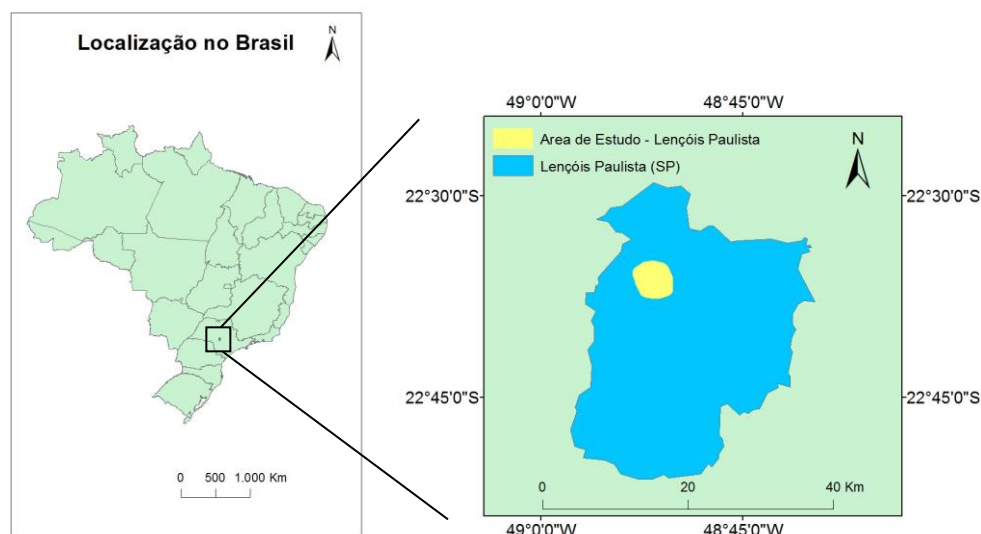 Localização no Brasil
N
0 500 1.000 Km
49°0'0"W 48°45'0"W
Area de Estudo - Lençóis Paulista
Lençóis Paulista (SP)
N
22°30'0"S 22°30'0"S
22°45'0"S 22°45'0"S
0 20 40 Km
49°0'0"W 48°45'0"W